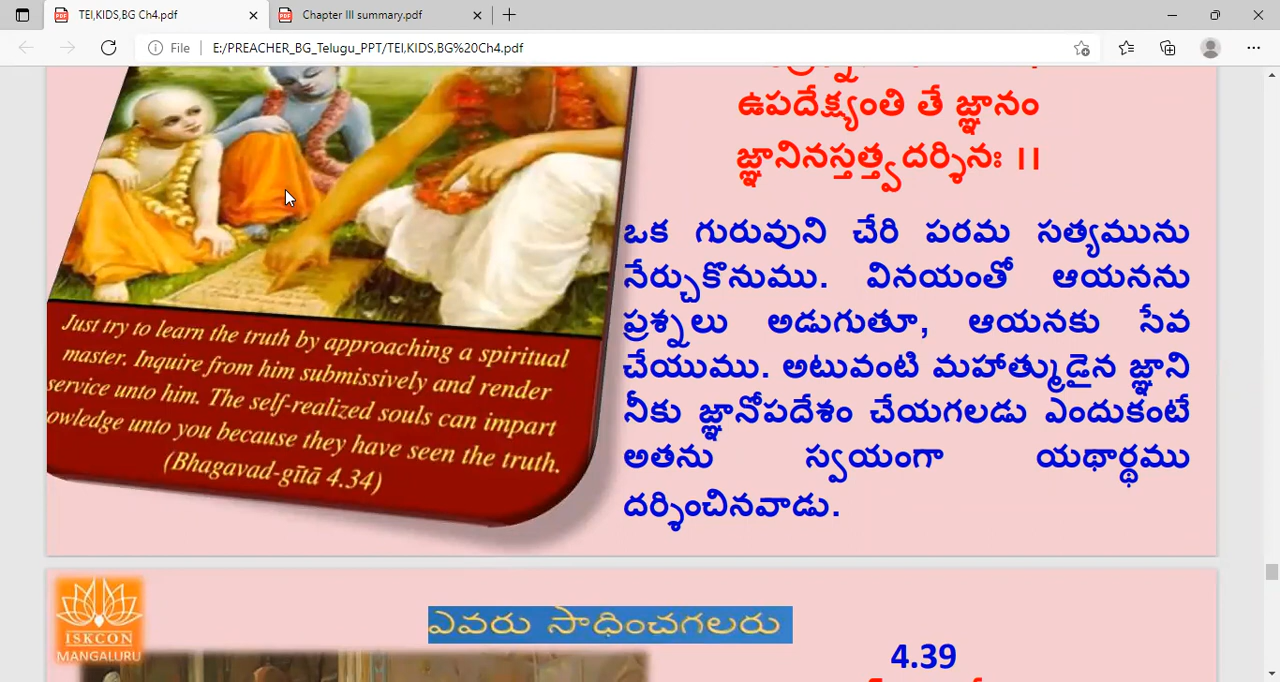 TEI,KIDS,BG Ch4.pdf
Chapter III summary.pdf
File
E:/PREACHER_BG_Telugu_PPT/TEI,KIDS,BG%20Ch4.pdf
ఉపదేక్ష్యంతి తే జ్ఞానం
జ్ఞానినస్తత్త్వదర్శినః ।।
ఒక గురువుని చేరి పరమ సత్యమును
నేర్చుకొనుము. వినయంతో ఆయనను
ప్రశ్నలు అడుగుతూ, ఆయనకు సేవ
చేయుము. అటువంటి మహాత్ముడైన జ్ఞాని
నీకు జ్ఞానోపదేశం చేయగలడు ఎందుకంటే
అతను స్వయంగా యథార్థము
దర్శించినవాడు.
Just try to learn the truth by approaching a spiritual
master. Inquire from him submissively and render
service unto him. The self-realized souls can impart
owledge unto you because they have seen the truth.
(Bhagavad-gītā 4.34)
ISKCON
MANGALURU
ఎవరు సాధించగలరు
4.39